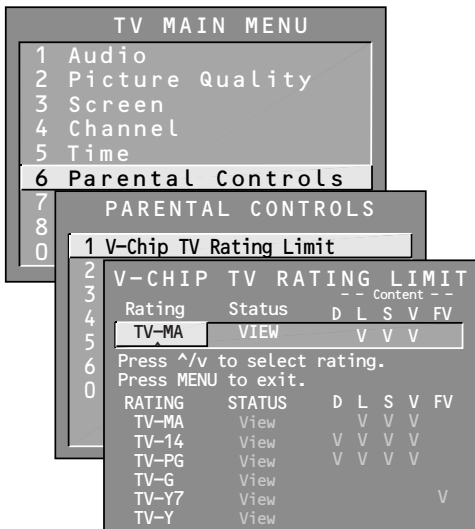 TV MAIN MENU
1 Audio
2 Picture Quality
3 Screen
4 Channel
5 Time
6 Parental Controls
7
8
0
PARENTAL CONTROLS
1 V-Chip TV Rating Limit
2
3
4
5
6
0
V-CHIP TV RATING LIMIT
- - Content - -
Rating Status D L S V FV
TV-MA VIEW V V V
Press ^/v to select rating.
Press MENU to exit.
RATING STATUS D L S V FV
TV-MA View V V V
TV-14 View V V V V
TV-PG View V V V V
TV-G View
TV-Y7 View V
TV-Y View